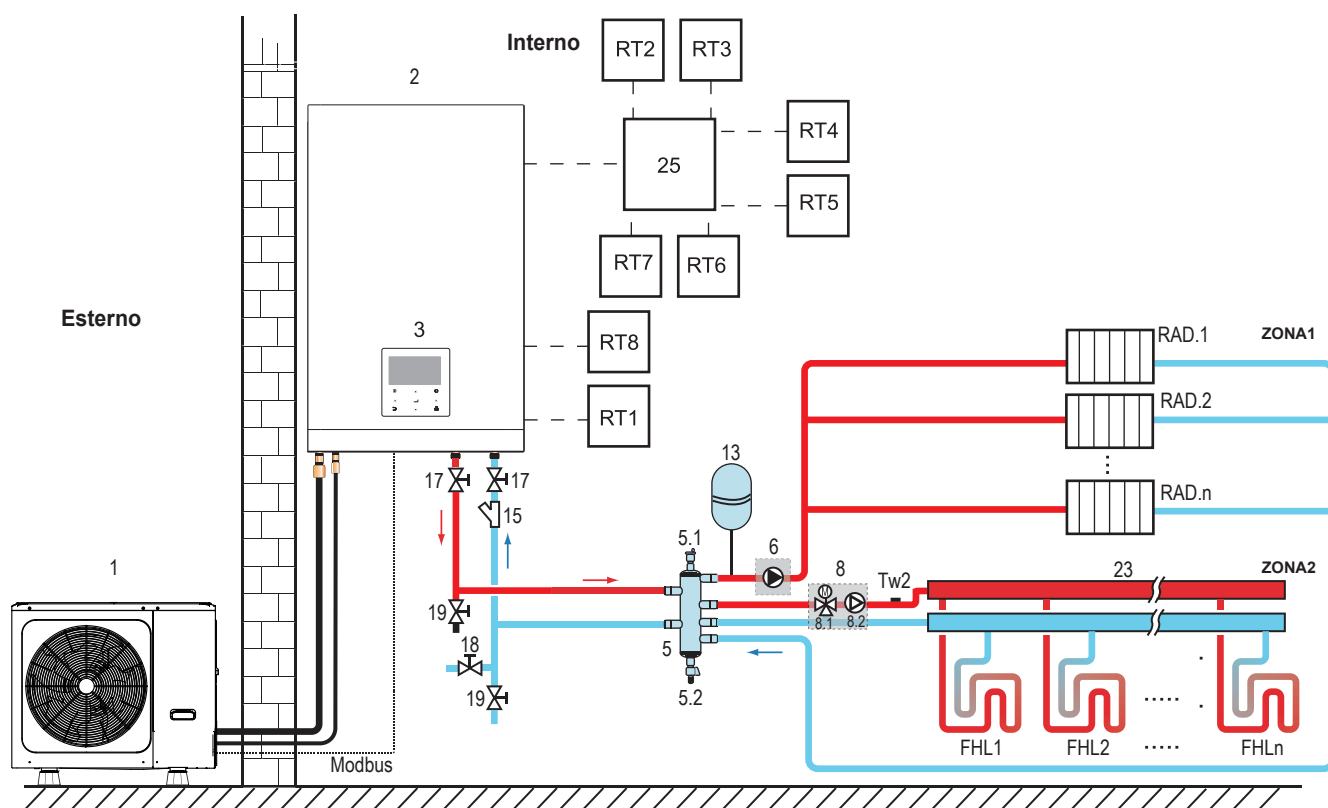 Interno
RT2
RT3
2
RT4
25
RT5
RT7
RT6
Esterno
3
RT8
RT1
RAD.1
ZONA1
RAD.2
13
17
17
RAD.n
15
5.1
6
1
8
Tw2
23
ZONA2
M
19
8.1
8.2
18
5
19
5.2
FHL1
FHL2
FHLn
Modbus